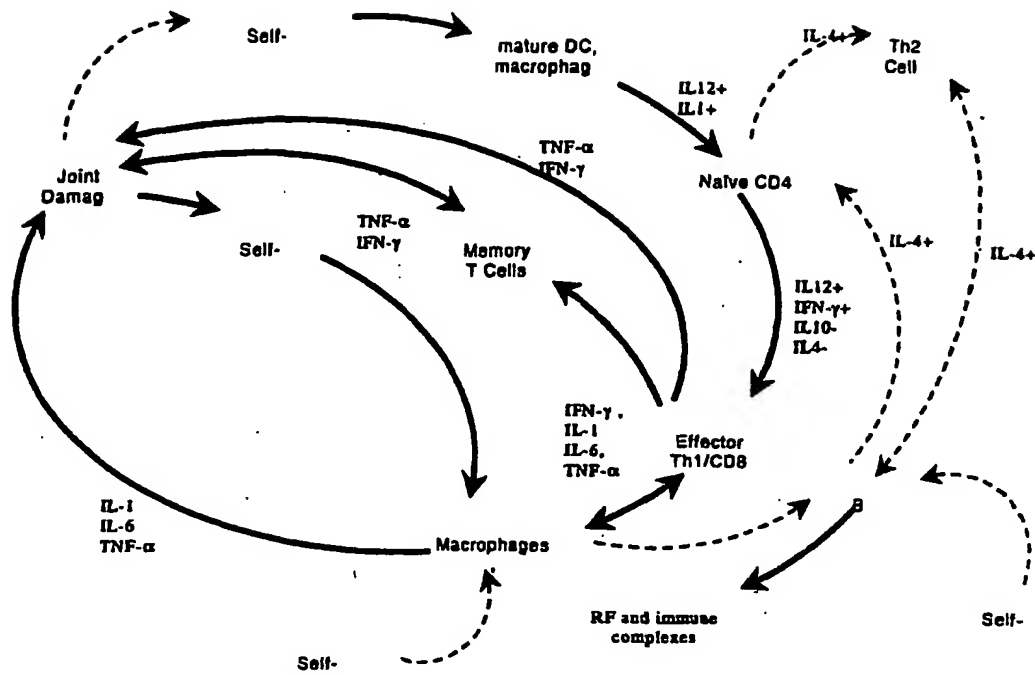 Self-
mature DC,
macrophag
IL-4+
Th2
Cell
IL12+
IL1+
TNF-α
IFN-γ
Joint
Damag
Naïve CD4
Self-
TNF-α
IFN-γ
Memory
T Cells
IL-4+
IL-4+
IL12+
IFN-γ+
IL10-
IL4-
IFN-γ ,
IL-1
IL-6,
TNF-α
Effector
Th1/CD8
IL-1
IL-6
TNF-α
Macrophages
B
RF and immune
complexes
Self-
Self-